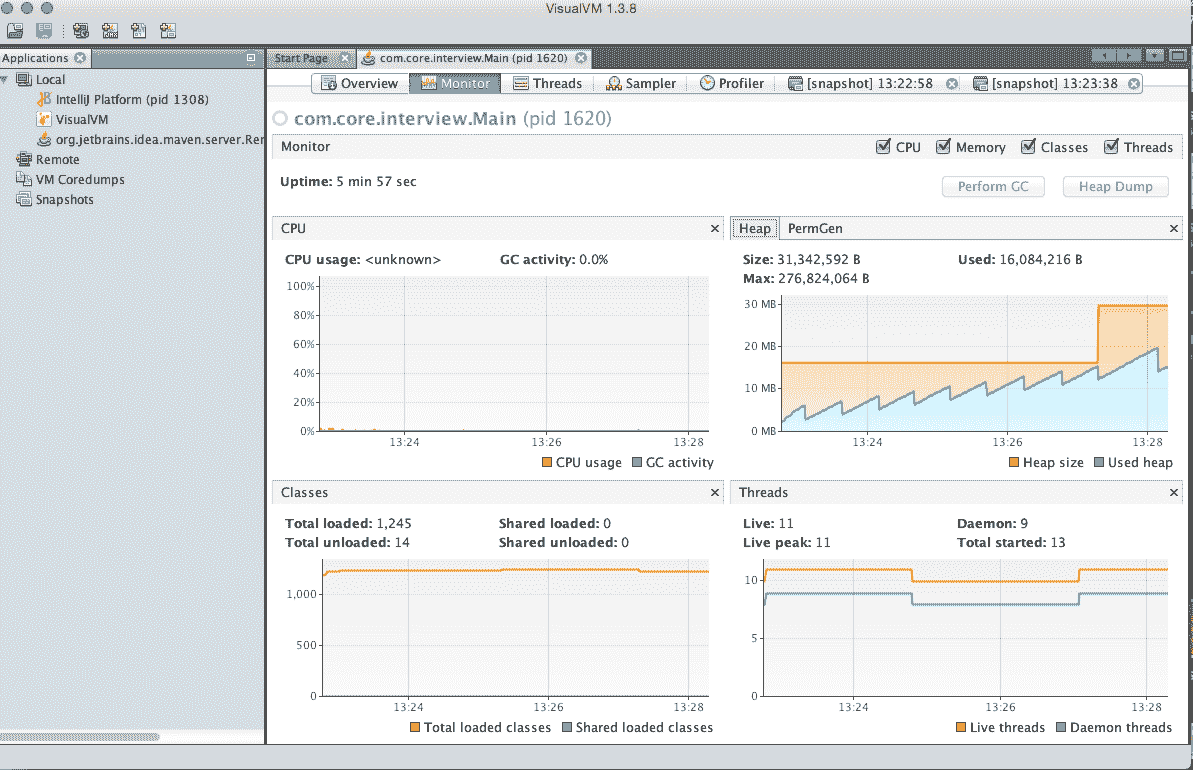 VisualVM 1.3.8
Applications
Local
IntelliJ Platform (pid 1308)
VisualVM
org.jetbrains.idea.maven.server.Rer
Remote
VM Coredumps
Snapshots
Start Page com.core.interview.Main (pid 1620)
Overview Monitor Threads Sampler Profiler [snapshot] 13:22:58 [snapshot] 13:23:38
com.core.interview.Main (pid 1620)
Monitor CPU Memory Classes Threads
Uptime: 5 min 57 sec
Perform GC Heap Dump
CPU
CPU usage: <unknown> GC activity: 0.0%
100%
80%
60%
40%
20%
0%
13:24 13:26 13:28
CPU usage GC activity
Heap PermGen
Size: 31,342,592 B Used: 16,084,216 B
Max: 276,824,064 B
30 MB
20 MB
10 MB
0 MB
13:24 13:26 13:28
Heap size Used heap
Classes
Total loaded: 1,245 Shared loaded: 0
Total unloaded: 14 Shared unloaded: 0
1,000
500
0
13:24 13:26 13:28
Total loaded classes Shared loaded classes
Threads
Live: 11 Daemon: 9
Live peak: 11 Total started: 13
10
5
0
13:24 13:26 13:28
Live threads Daemon threads